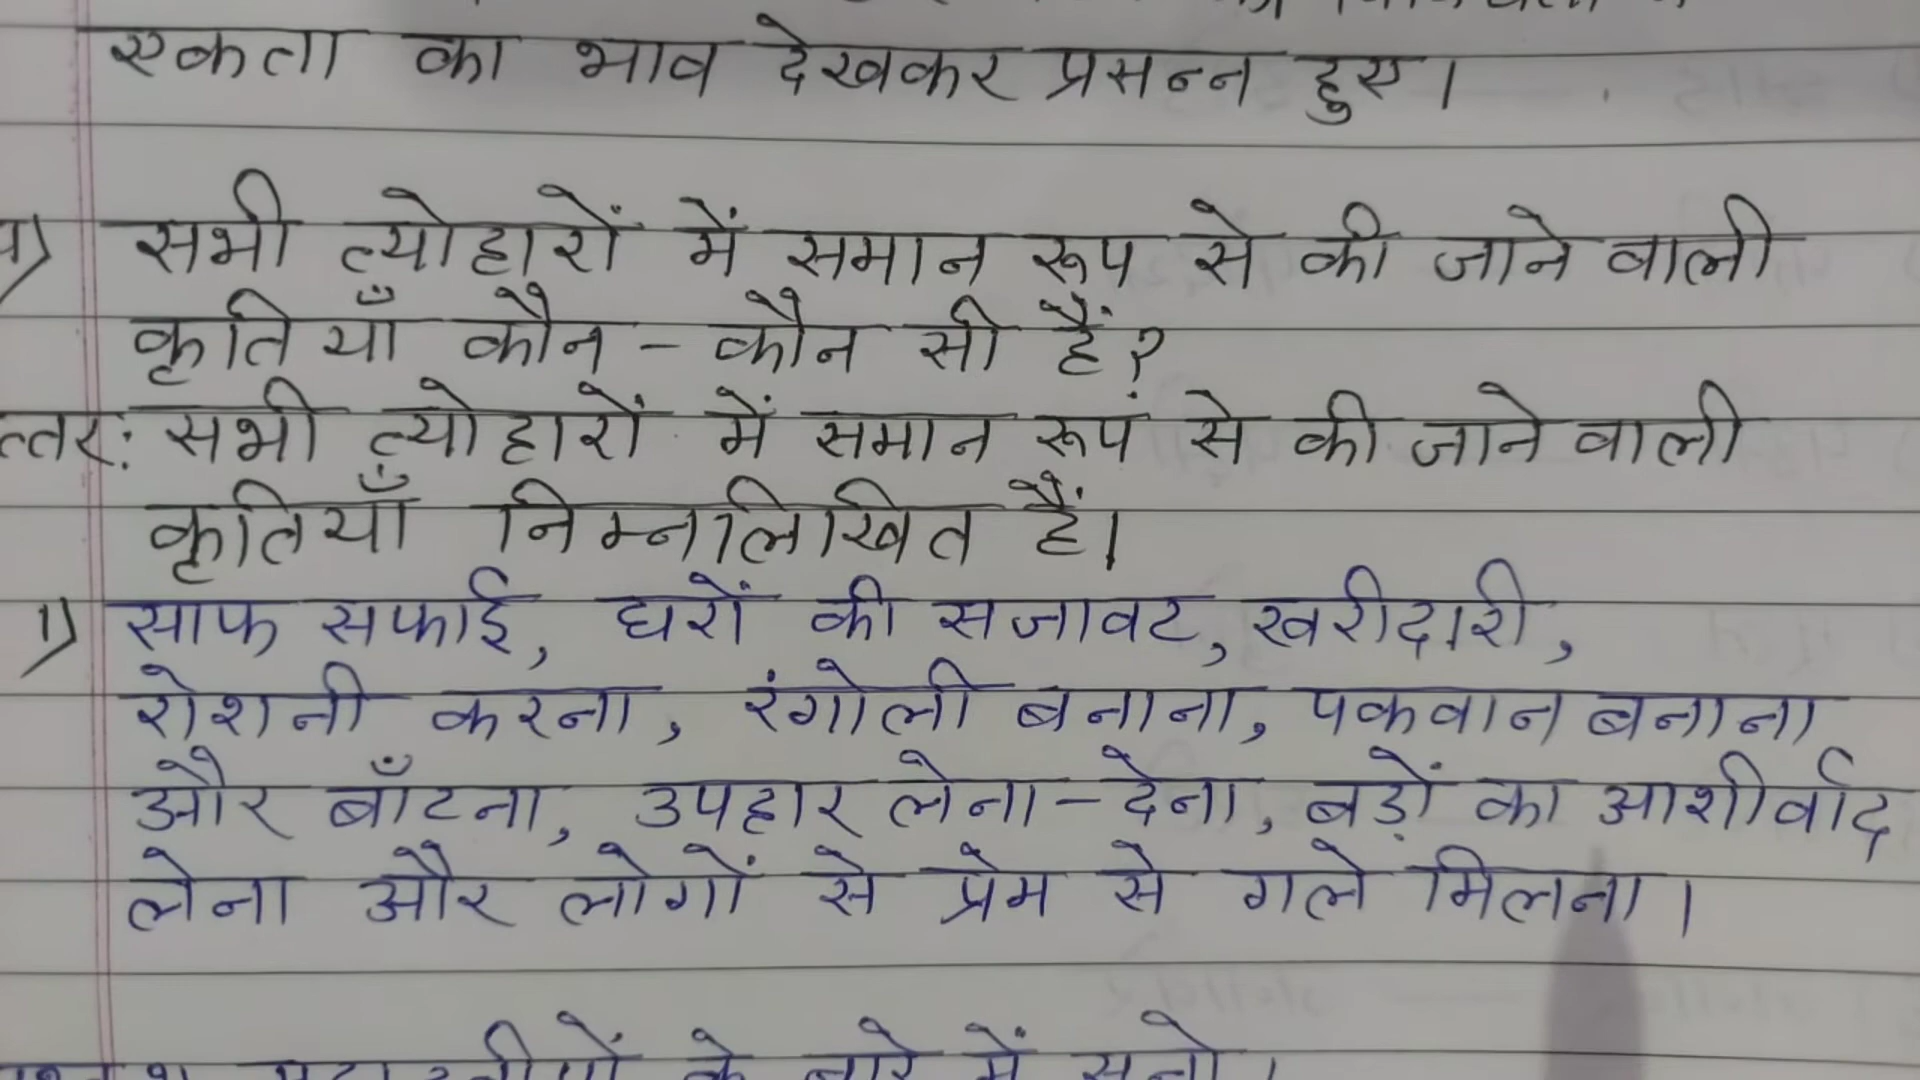 एकता का भाव देखकर प्रसन्न हुए।
सभी त्योहारों में समान रूप से की जाने वाली
कृतियाँ कौन - कौन सी हैं?
त्तर: सभी त्योहारों में समान रूपं से की जाने वाली
कृतियाँ निम्नलिखित हैं।
1) साफ सफाई, घरों की सजावट, खरीदारी,
रोशनी करना, रंगोली बनाना, पकवान बनाना
और बाँटना, उपहार लेना-देना, बड़ों का आशीर्वाद
लेना और लोगों से प्रेम से गले मिलना।
के बारे में सुनो।